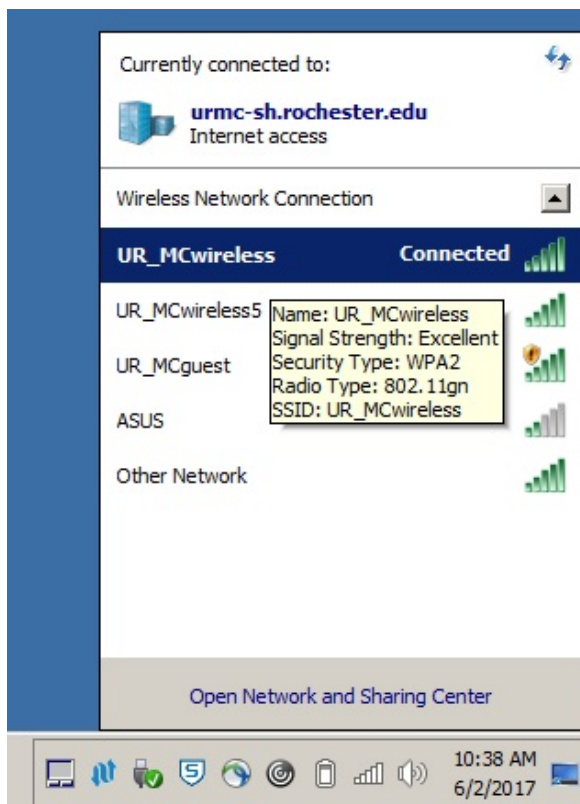 Currently connected to:
urmc-sh.rochester.edu
Internet access
Wireless Network Connection
UR_MCwireless Connected
UR_MCwireless5
Name: UR_MCwireless
Signal Strength: Excellent
Security Type: WPA2
Radio Type: 802.11gn
SSID: UR_MCwireless
UR_MCguest
ASUS
Other Network
Open Network and Sharing Center
10:38 AM
6/2/2017